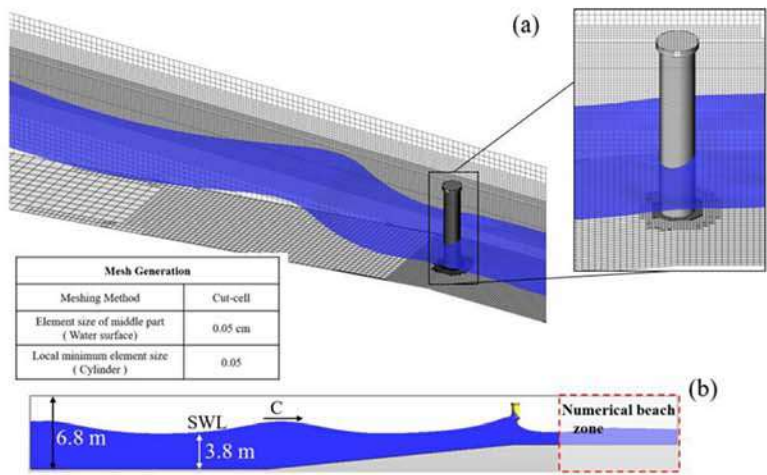 (a)
Mesh Generation
Meshing Method
Cut-cell
Element size of middle part
( Water surface)
0.05 cm
Local minimum element size
( Cylinder )
0.05
(b)
C
SWL
6.8 m
3.8 m
Numerical beach
zone